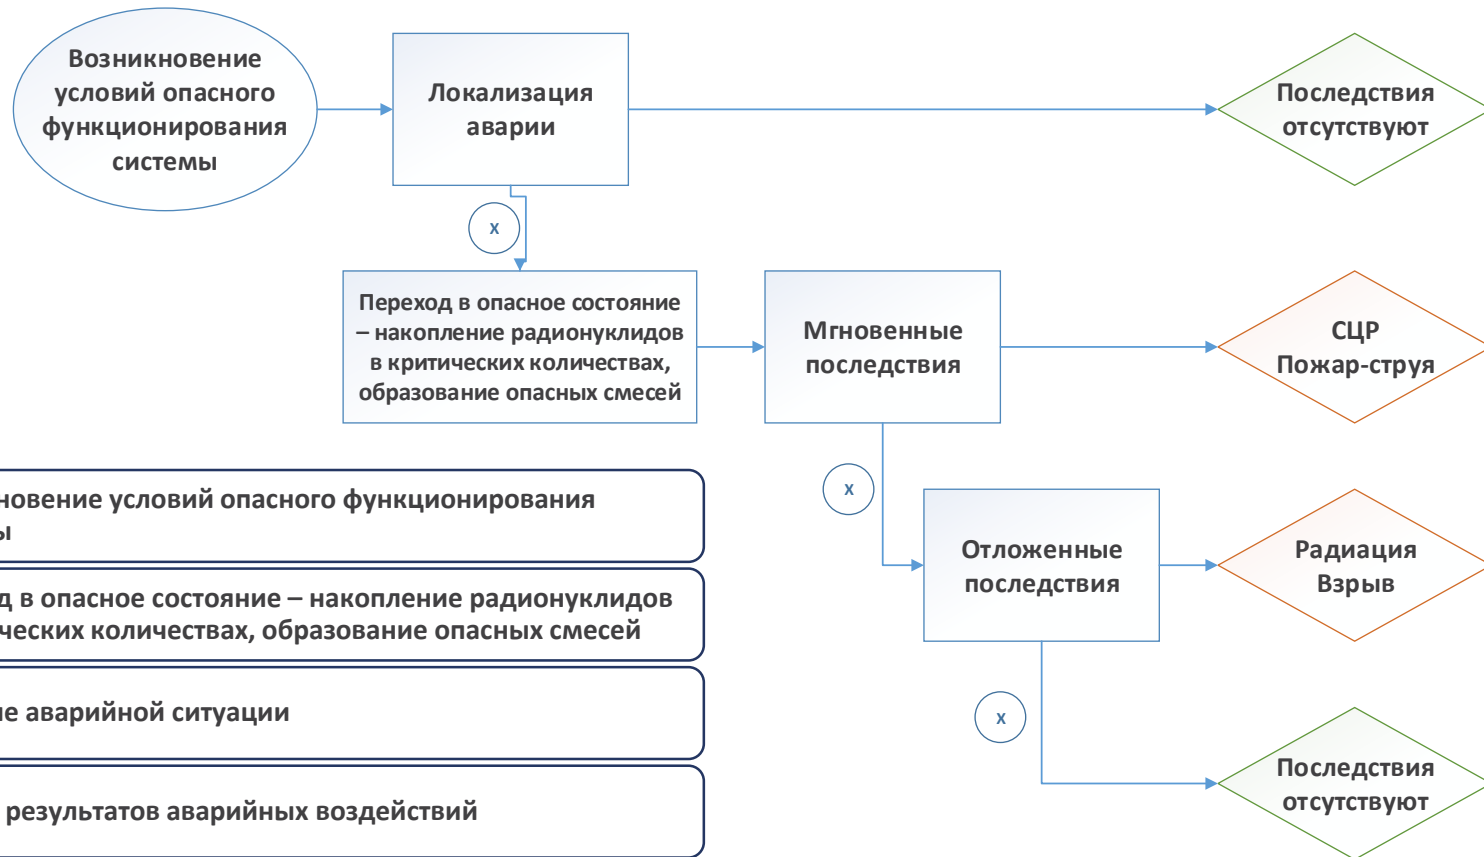 Возникновение
условий опасного
функционирования
системы
Локализация
аварии
Последствия
отсутствуют
х
Переход в опасное состояние
– накопление радионуклидов
в критических количествах,
образование опасных смесей
Мгновенные
последствия
СЦР
Пожар-струя
х
Отложенные
последствия
Радиация
Взрыв
х
Последствия
отсутствуют
условий опасного функционирования
в опасное состояние – накопление радионуклидов
количествах, образование опасных смесей
аварийной ситуации
результатов аварийных воздействий